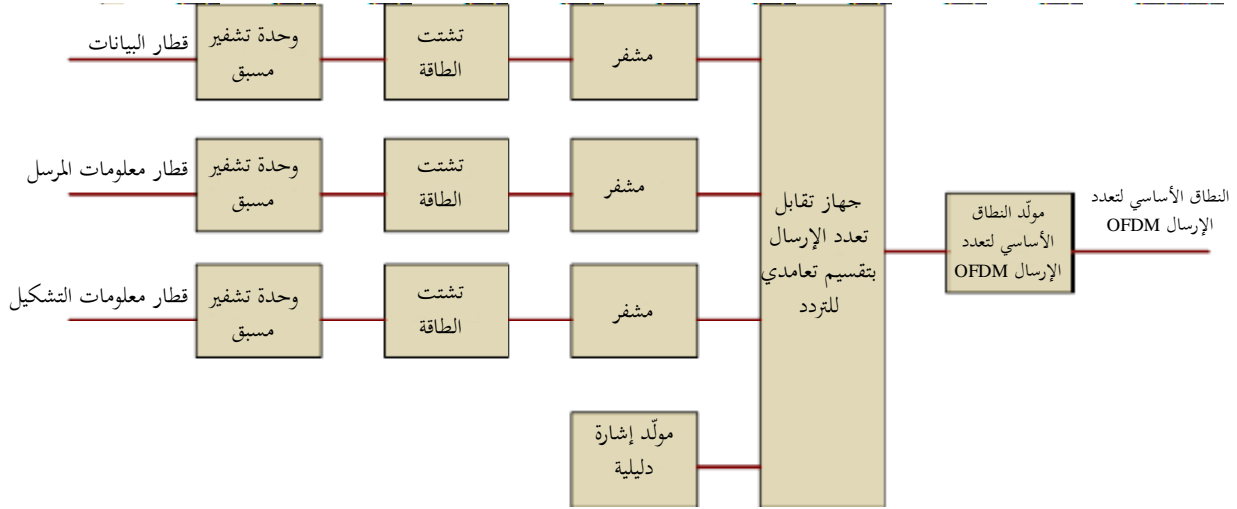 قطار البيانات
وحدة تشفير
مسبق
تشتت
الطاقة
مشفر
قطار معلومات المرسل
وحدة تشفير
مسبق
تشتت
الطاقة
مشفر
قطار معلومات التشكيل
وحدة تشفير
مسبق
تشتت
الطاقة
مشفر
مولّد إشارة
دليلية
جهاز تقابل
تعدد الإرسال
بتقسيم تعامدي
للتردد
مولّد النطاق
الأساسي لتعدد
الإرسال OFDM
النطاق الأساسي لتعدد
الإرسال OFDM